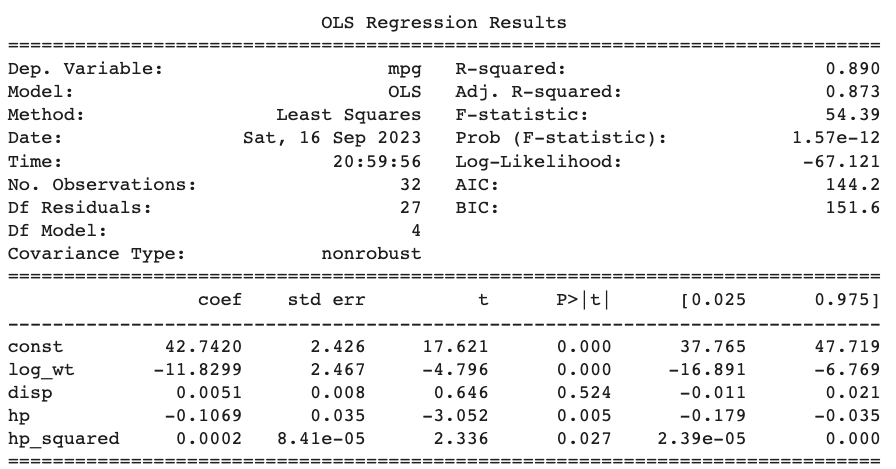 OLS Regression Results
==============================================================================
Dep. Variable:                    mpg   R-squared:                       0.890
Model:                            OLS   Adj. R-squared:                  0.873
Method:                 Least Squares   F-statistic:                     54.39
Date:                Sat, 16 Sep 2023   Prob (F-statistic):           1.57e-12
Time:                        20:59:56   Log-Likelihood:                -67.121
No. Observations:                  32   AIC:                             144.2
Df Residuals:                      27   BIC:                             151.6
Df Model:                           4
Covariance Type:            nonrobust
==============================================================================
                 coef    std err          t      P>|t|      [0.025      0.975]
------------------------------------------------------------------------------
const         42.7420      2.426     17.621      0.000      37.765      47.719
log_wt       -11.8299      2.467     -4.796      0.000     -16.891      -6.769
disp           0.0051      0.008      0.646      0.524      -0.011       0.021
hp            -0.1069      0.035     -3.052      0.005      -0.179      -0.035
hp_squared     0.0002   8.41e-05      2.336      0.027    2.39e-05       0.000
==============================================================================